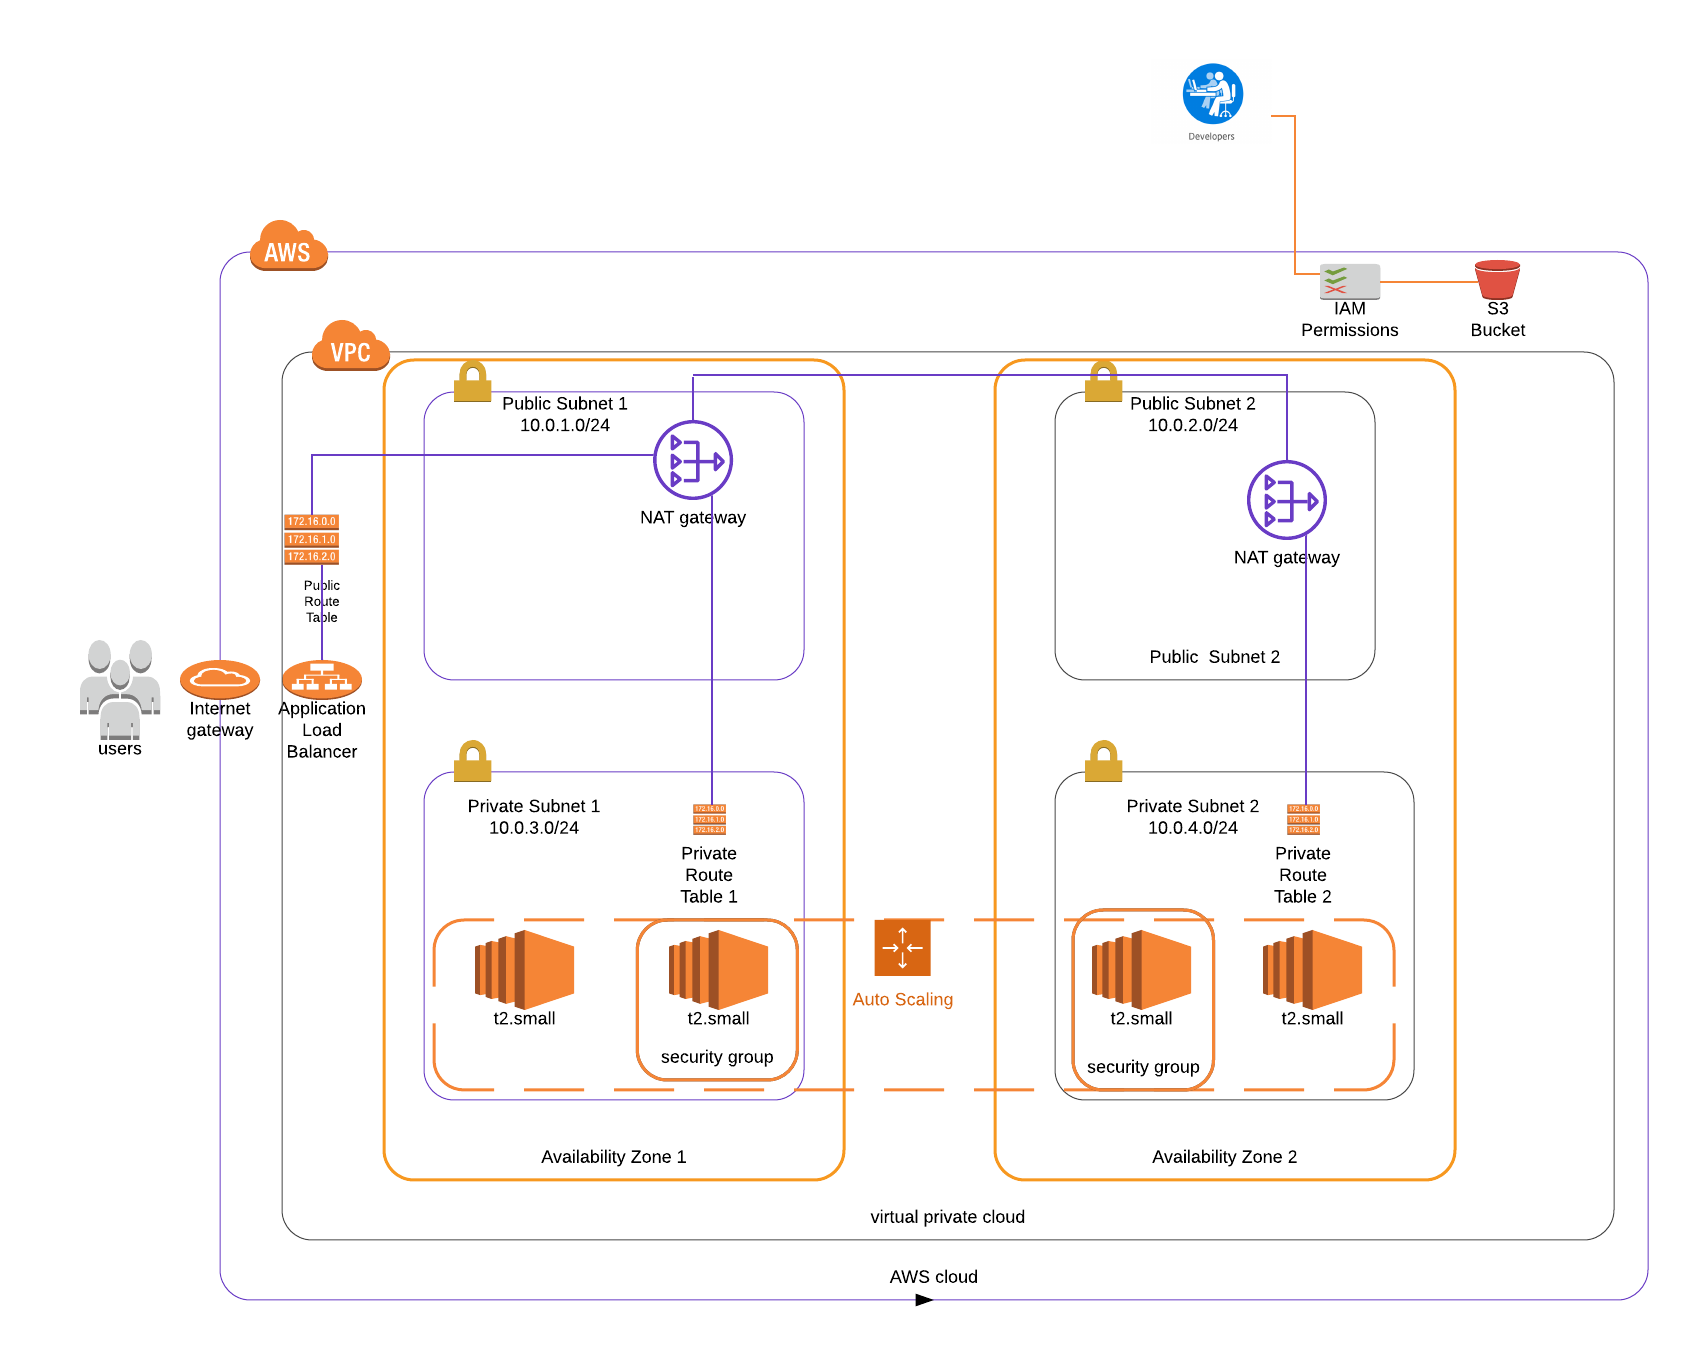 Developers
AWS
IAM
Permissions
S3
Bucket
VPC
Public Subnet 1
10.0.1.0/24
Public Subnet 2
10.0.2.0/24
NAT gateway
172.16.0.0
172.16.1.0
172.16.2.0
NAT gateway
Public
Route
Table
Public  Subnet 2
users
Internet
gateway
Application
Load
Balancer
Private Subnet 1
10.0.3.0/24
172.16.0.0
172.16.1.0
172.16.2.0
Private
Route
Table 1
Private Subnet 2
10.0.4.0/24
172.16.0.0
172.16.1.0
172.16.2.0
Private
Route
Table 2
t2.small
t2.small
security group
Auto Scaling
t2.small
security group
t2.small
Availability Zone 1
Availability Zone 2
virtual private cloud
AWS cloud